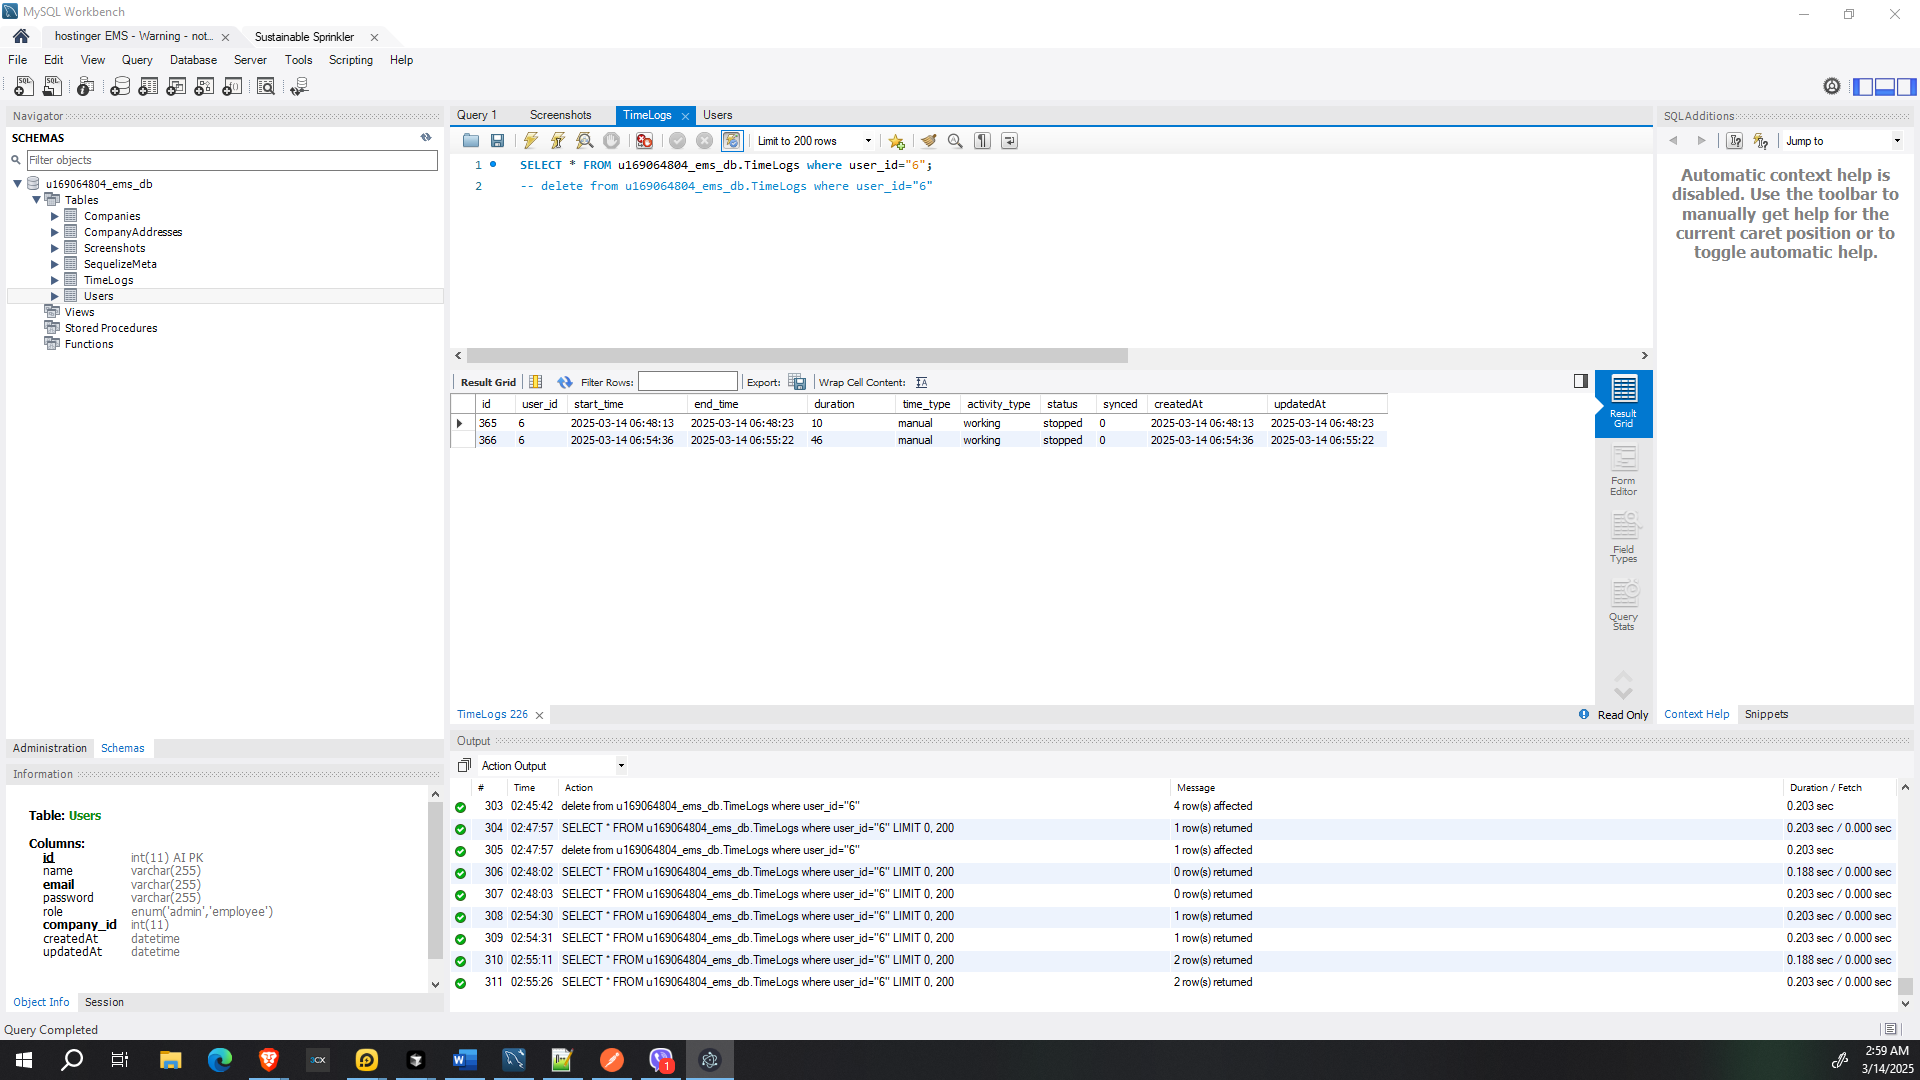 MySQL Workbench
hostinger EMS - Warning - not...
Sustainable Sprinkler
File Edit View Query Database Server Tools Scripting Help
Navigator
SCHEMAS
Filter objects
u169064804_ems_db
Tables
Companies
CompanyAddresses
Screenshots
SequelizeMeta
TimeLogs
Users
Views
Stored Procedures
Functions
Administration Schemas
Information
Table: Users
Columns:
id int(11) AI PK
name varchar(255)
email varchar(255)
password varchar(255)
role enum('admin','employee')
company_id int(11)
createdAt datetime
updatedAt datetime
Object Info Session
Query Completed
Query 1 Screenshots TimeLogs Users
Limit to 200 rows
1 SELECT * FROM u169064804_ems_db.TimeLogs where user_id="6";
2 -- delete from u169064804_ems_db.TimeLogs where user_id="6"
Result Grid Filter Rows: Export: Wrap Cell Content:
id user_id start_time end_time duration time_type activity_type status synced createdAt updatedAt
365 6 2025-03-14 06:48:13 2025-03-14 06:48:23 10 manual working stopped 0 2025-03-14 06:48:13 2025-03-14 06:48:23
366 6 2025-03-14 06:54:36 2025-03-14 06:55:22 46 manual working stopped 0 2025-03-14 06:54:36 2025-03-14 06:55:22
Result
Grid
Form
Editor
Field
Types
Query
Stats
TimeLogs 226
Read Only
Output
Action Output
# Time Action Message Duration / Fetch
303 02:45:42 delete from u169064804_ems_db.TimeLogs where user_id="6" 4 row(s) affected 0.203 sec
304 02:47:57 SELECT * FROM u169064804_ems_db.TimeLogs where user_id="6" LIMIT 0, 200 1 row(s) returned 0.203 sec / 0.000 sec
305 02:47:57 delete from u169064804_ems_db.TimeLogs where user_id="6" 1 row(s) affected 0.203 sec
306 02:48:02 SELECT * FROM u169064804_ems_db.TimeLogs where user_id="6" LIMIT 0, 200 0 row(s) returned 0.188 sec / 0.000 sec
307 02:48:03 SELECT * FROM u169064804_ems_db.TimeLogs where user_id="6" LIMIT 0, 200 0 row(s) returned 0.203 sec / 0.000 sec
308 02:54:30 SELECT * FROM u169064804_ems_db.TimeLogs where user_id="6" LIMIT 0, 200 1 row(s) returned 0.203 sec / 0.000 sec
309 02:54:31 SELECT * FROM u169064804_ems_db.TimeLogs where user_id="6" LIMIT 0, 200 1 row(s) returned 0.203 sec / 0.000 sec
310 02:55:11 SELECT * FROM u169064804_ems_db.TimeLogs where user_id="6" LIMIT 0, 200 2 row(s) returned 0.188 sec / 0.000 sec
311 02:55:26 SELECT * FROM u169064804_ems_db.TimeLogs where user_id="6" LIMIT 0, 200 2 row(s) returned 0.203 sec / 0.000 sec
SQLAdditions
Jump to
Automatic context help is
disabled. Use the toolbar to
manually get help for the
current caret position or to
toggle automatic help.
Context Help Snippets
1
2:59 AM
3/14/2025